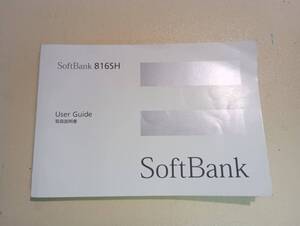 SoftBank 816SH
User Guide
取扱説明書
SoftBank